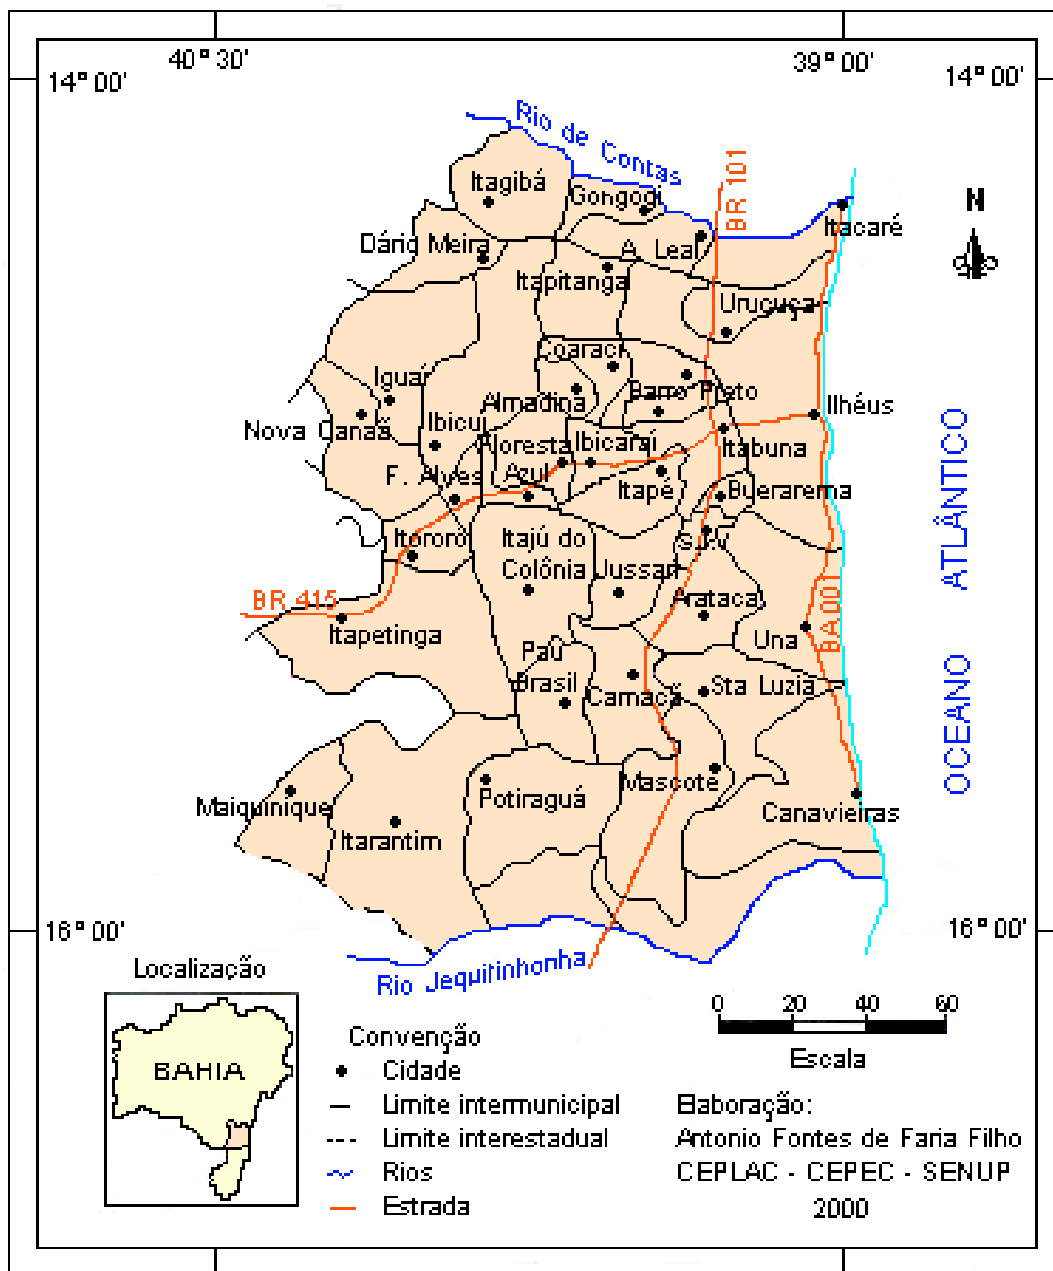 40° 30'
39° 00'
14° 00'
14° 00'
Rio de Contas
BR 101
Itagibá
Gongogi
Itacaré
N
Dário Meira
A. Leal
Itapitanga
Uruçuça
Coaraci
Iguaí
Barro Preto
Almadina
Ilhéus
Nova Canaã
Ibicuí
Floresta
Azul
Ibicaraí
Itabuna
F. Alves
Itapé
Buerarema
Itororó
Itajú do
Colônia
Jussari
S.J.V
BR 415
Arataca
Itapetinga
Una
BA 001
Pau
Brasil
Camacã
Sta Luzia
OCEANO ATLÂNTICO
Maiquinique
Potiraguá
Mascote
Canavieiras
Itarantim
16° 00'
16° 00'
Rio Jequitinhonha
Localização
BAHIA
Convenção
Cidade
Limite intermunicipal
Limite interestadual
Rios
Estrada
0 20 40 60
Escala
Elaboração:
Antonio Fontes de Faria Filho
CEPLAC - CEPEC - SENUP
2000